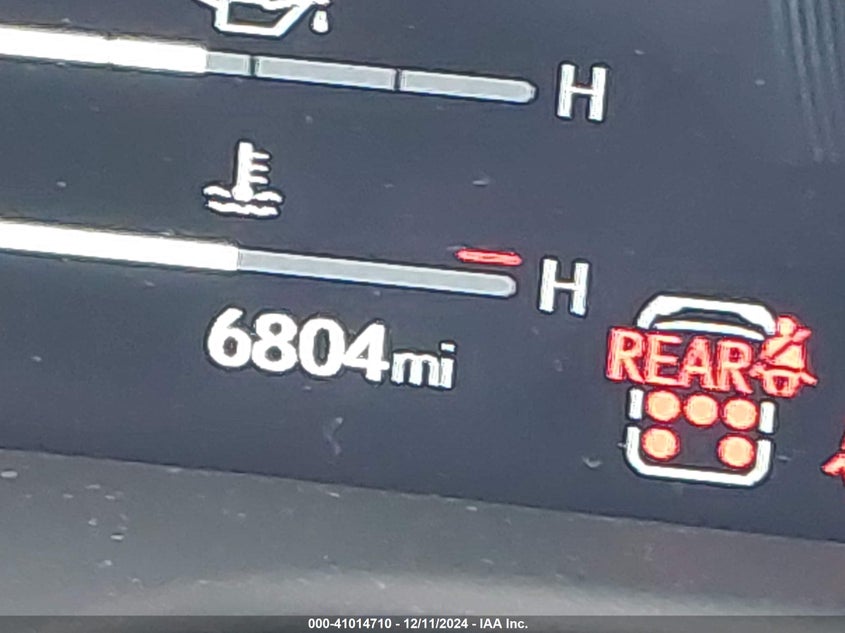 H
H
6804mi
REAR
000-41014710 - 12/11/2024 - IAA Inc.